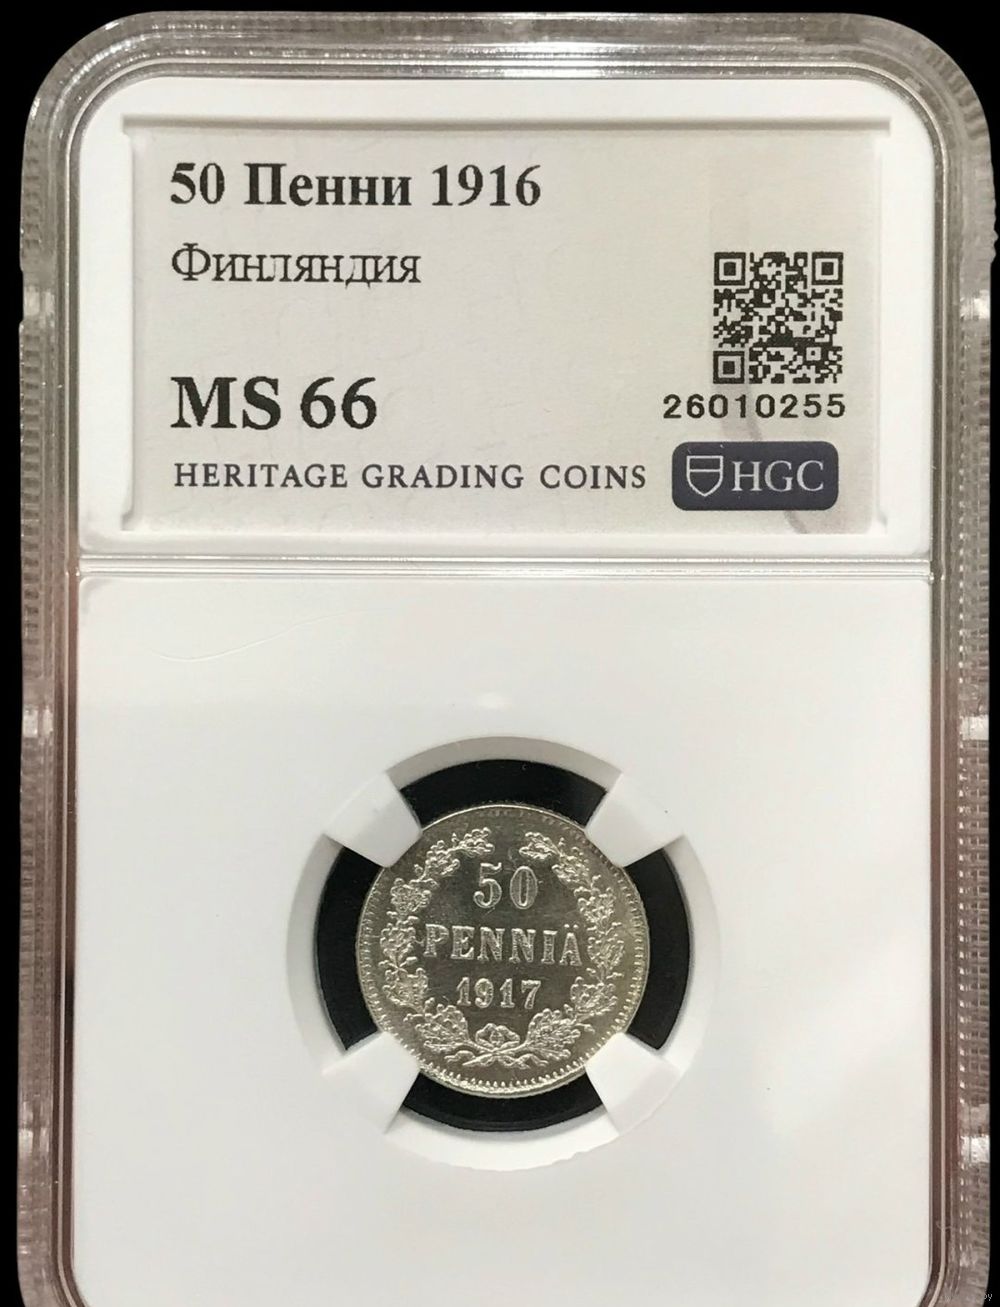 50 Пенни 1916
Финляндия
MS 66
26010255
HERITAGE GRADING COINS
HGC
50
PENNIÄ
1917